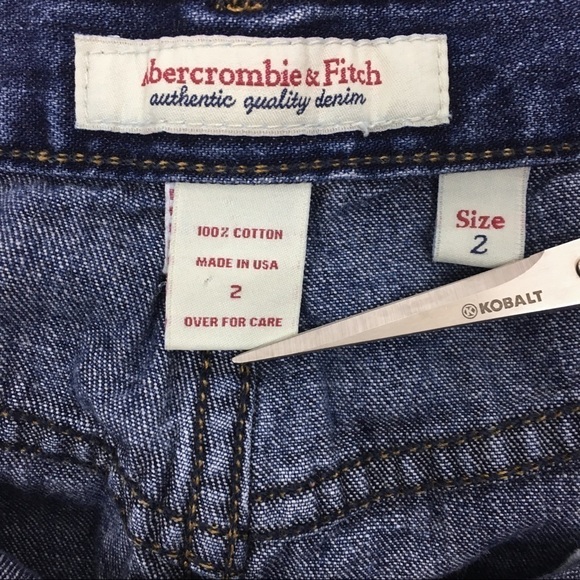 Abercrombie & Fitch
authentic quality denim
100% COTTON
MADE IN USA
2
OVER FOR CARE
Size
2
KOBALT